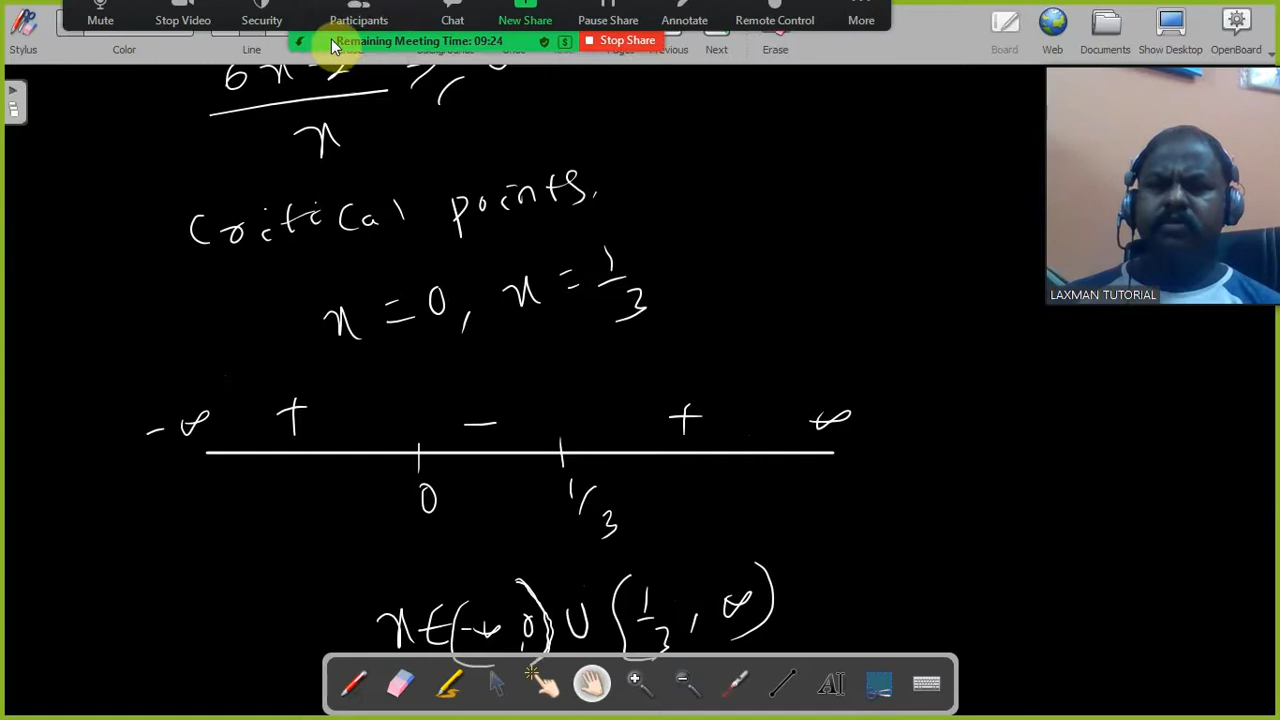 Mute Stop Video Security Participants Chat New Share Pause Share Annotate Remote Control More
Remaining Meeting Time: 09:24 $ Stop Share
Stylus Color Line Previous Next Erase Board Web Documents Show Desktop OpenBoard
x
Critical points.
x = 0, x = 1/3
LAXMAN TUTORIAL
-∞ + - + ∞
0 1/3
x ∈ (-∞, 0) ∪ (1/3, ∞)